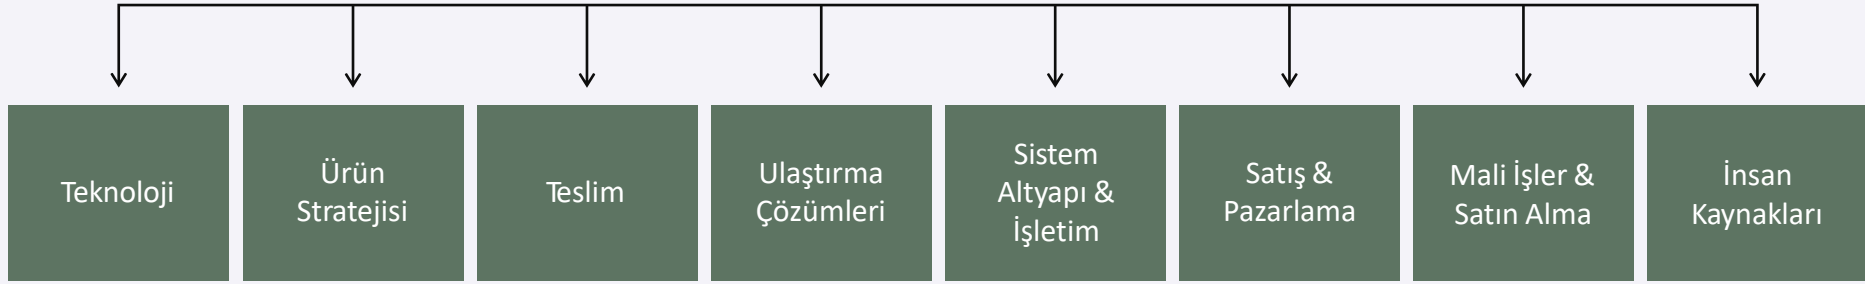 Teknoloji
Ürün
Stratejisi
Teslim
Ulaştırma
Çözümleri
Sistem
Altyapı &
İşletim
Satış &
Pazarlama
Mali İşler &
Satın Alma
İnsan
Kaynakları